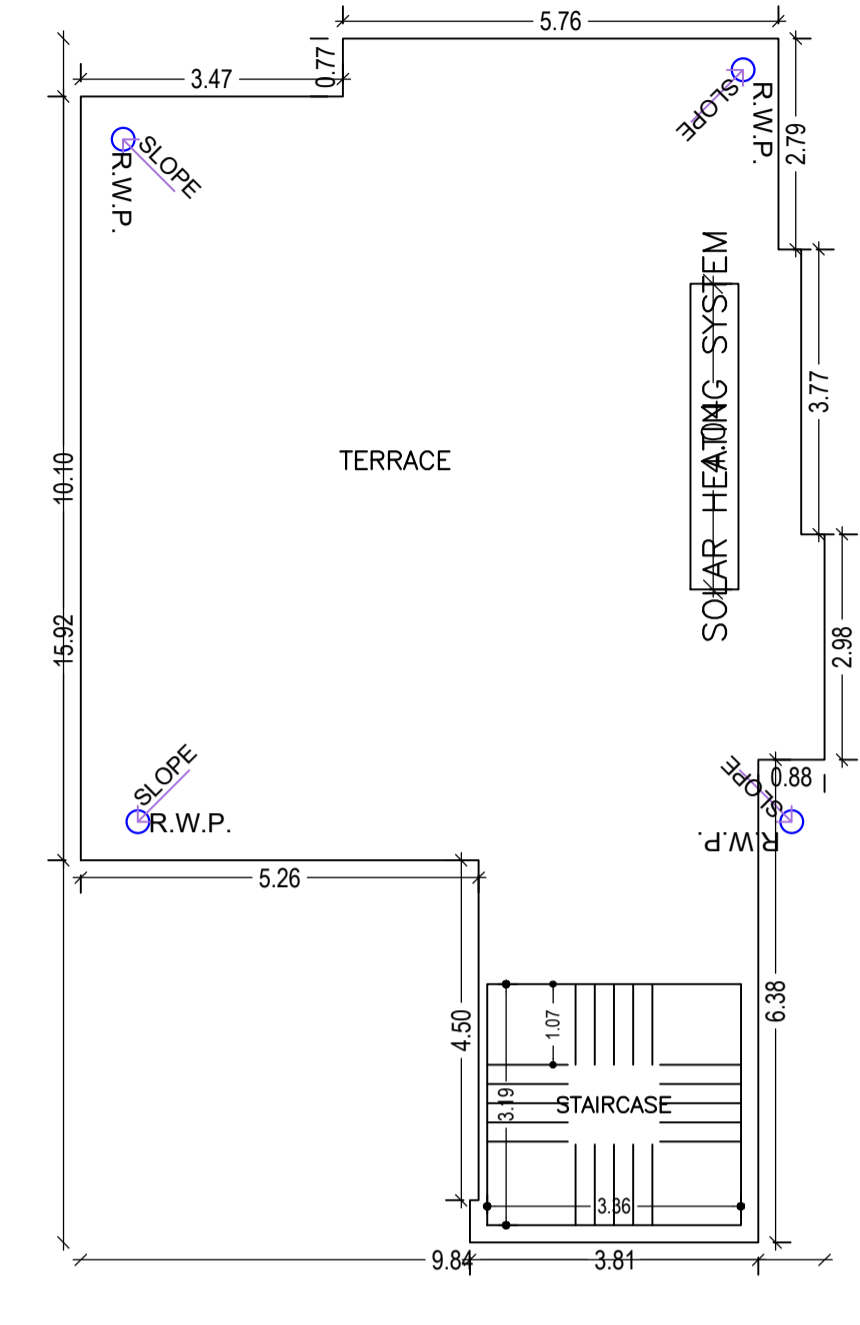 5.76
0.77
3.47
SLOPE
R.W.P.
SLOPE
R.W.P.
2.79
SOLAR HEATING SYSTEM
4.04
3.77
TERRACE
10.10
15.92
2.98
SLOPE
R.W.P.
SLOPE
0.88
R.W.P.
5.26
4.50
1.07
6.38
3.19
STAIRCASE
3.36
9.84
3.81